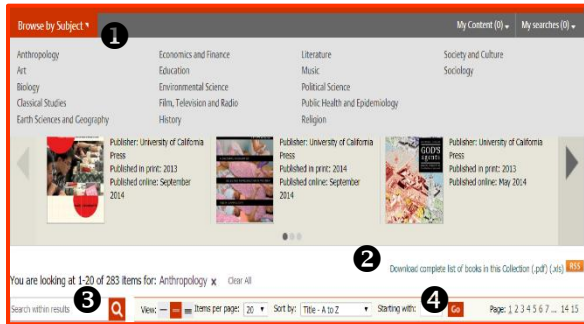 Browse by Subject
1
My Content (0)
My searches (0)
Anthropology Economics and Finance Literature Society and Culture
Art Education Music Sociology
Biology Environmental Science Political Science
Classical Studies Film, Television and Radio Public Health and Epidemiology
Earth Sciences and Geography History Religion
Publisher: University of California
Press
Published in print: 2013
Published online: September
2014
Publisher: University of California
Press
Published in print: 2014
Published online: September
2014
GOD'S
agents
Publisher: University of California
Press
Published in print: 2013
Published online: May 2014
2
Download complete list of books in this Collection (.pdf) (.xls) RSS
You are looking at 1-20 of 283 items for: Anthropology x Clear All
3
4
Search within results View: Items per page: 20 Sort by: Title - A to Z Starting with: Go Page: 1 2 3 4 5 6 7 ... 14 15